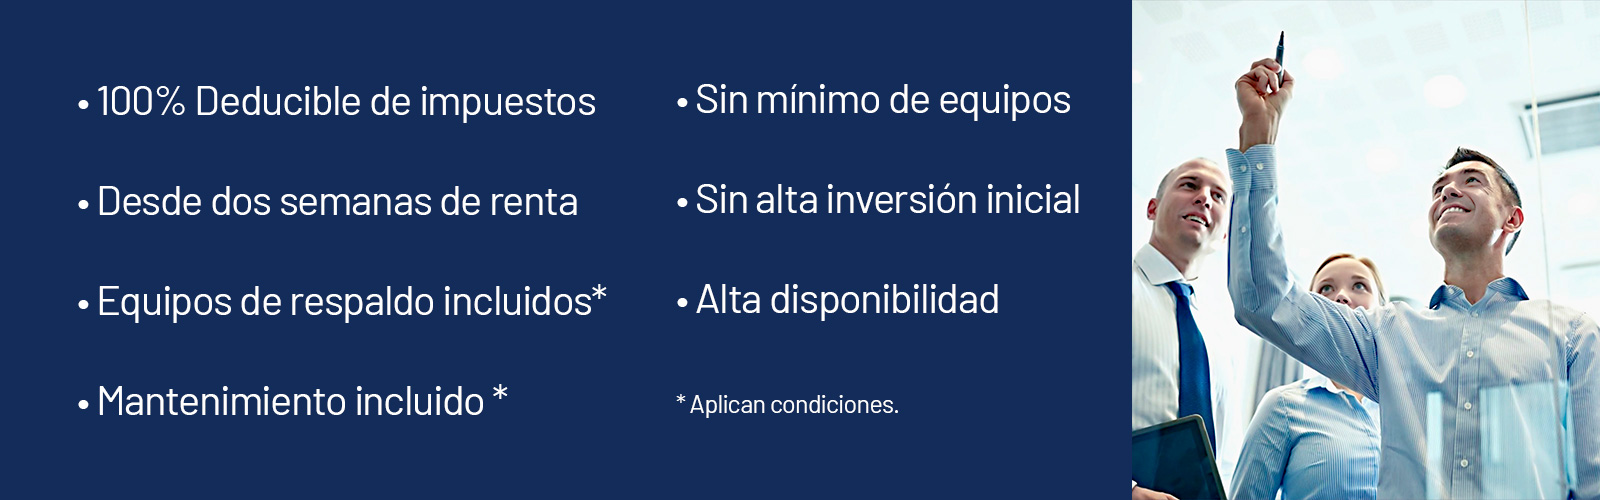 • 100% Deducible de impuestos
• Desde dos semanas de renta
• Equipos de respaldo incluidos*
• Mantenimiento incluido *
• Sin mínimo de equipos
• Sin alta inversión inicial
• Alta disponibilidad
* Aplican condiciones.